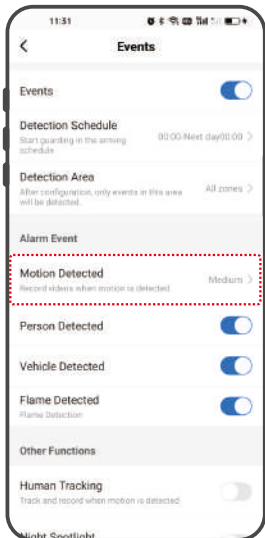 11:31
Events
Events
Detection Schedule
Start guarding in the arriving
schedule
00:00-Next day00:00
Detection Area
After configuration, only events in this area
will be detected.
All zones
Alarm Event
Motion Detected
Record videos when motion is detected
Medium
Person Detected
Vehicle Detected
Flame Detected
Flame Detection
Other Functions
Human Tracking
Track and record when motion is detected
Night Spotlight